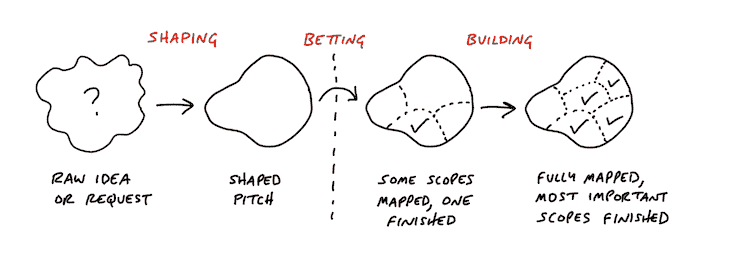 SHAPING
BETTING
BUILDING
?
RAW IDEA
OR REQUEST
SHAPED
PITCH
SOME SCOPES
MAPPED, ONE
FINISHED
FULLY MAPPED,
MOST IMPORTANT
SCOPES FINISHED